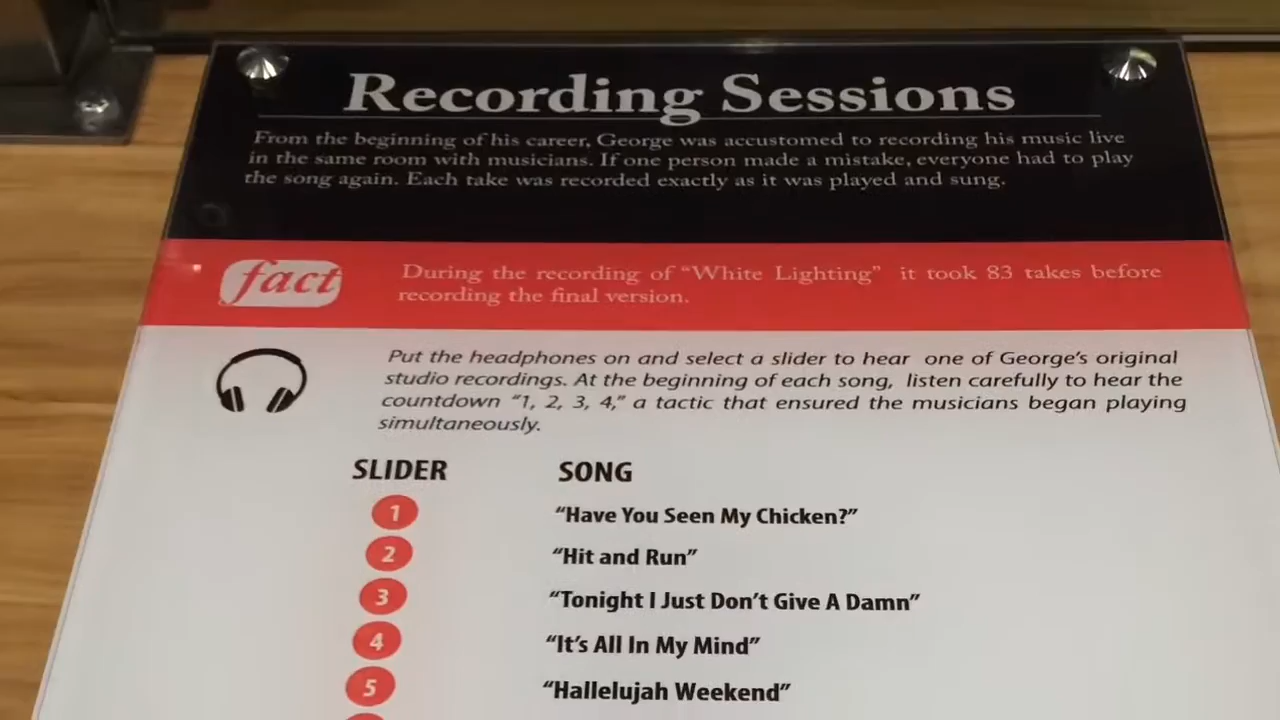 Recording Sessions
From the beginning of his career, George was accustomed to recording his music live
in the same room with musicians. If one person made a mistake, everyone had to play
the song again. Each take was recorded exactly as it was played and sung.
fact
During the recording of “White Lighting” it took 83 takes before
recording the final version.
Put the headphones on and select a slider to hear one of George’s original
studio recordings. At the beginning of each song, listen carefully to hear the
countdown “1, 2, 3, 4,” a tactic that ensured the musicians began playing
simultaneously.
SLIDER SONG
1 “Have You Seen My Chicken?”
2 “Hit and Run”
3 “Tonight I Just Don’t Give A Damn”
4 “It’s All In My Mind”
5 “Hallelujah Weekend”